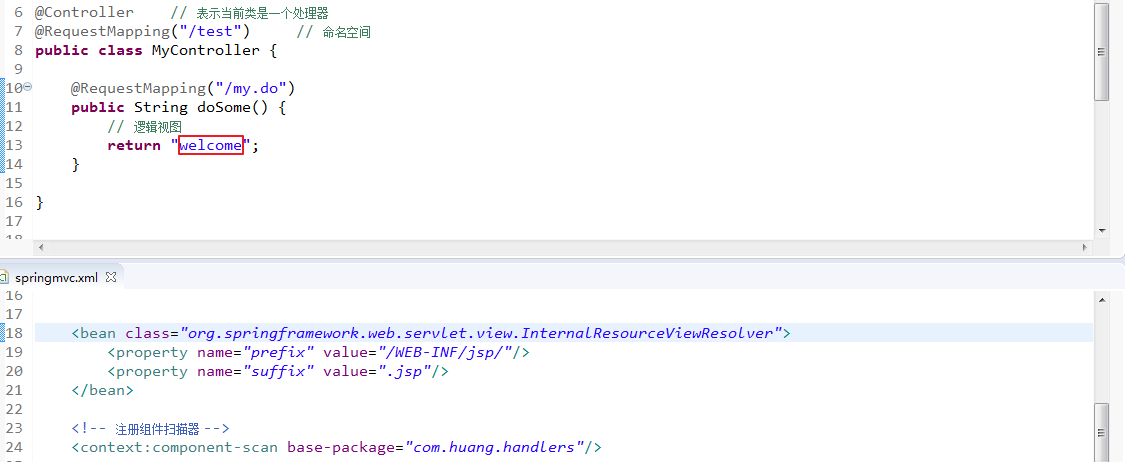 6 @Controller    // 表示当前类是一个处理器
7 @RequestMapping("/test")     // 命名空间
8 public class MyController {
9
10     @RequestMapping("/my.do")
11     public String doSome() {
12         // 逻辑视图
13         return "welcome";
14     }
15
16 }
17
18
springmvc.xml
16
17
18     <bean class="org.springframework.web.servlet.view.InternalResourceViewResolver">
19         <property name="prefix" value="/WEB-INF/jsp/"/>
20         <property name="suffix" value=".jsp"/>
21     </bean>
22
23     <!-- 注册组件扫描器 -->
24     <context:component-scan base-package="com.huang.handlers"/>